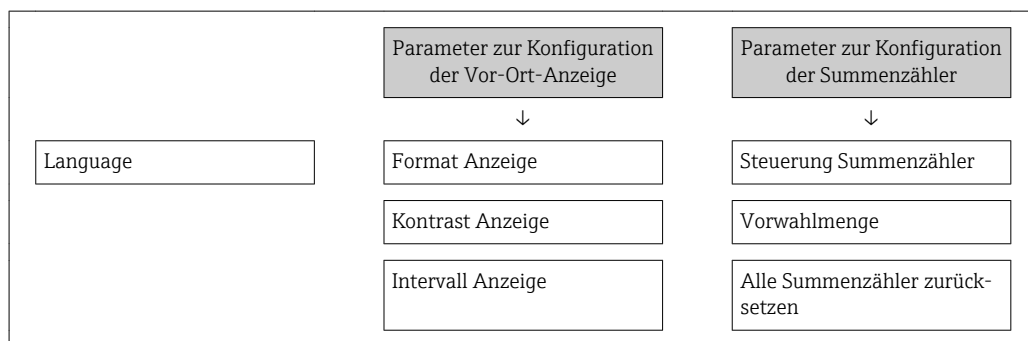 Parameter zur Konfiguration
der Vor-Ort-Anzeige
Parameter zur Konfiguration
der Summenzähler
↓
↓
Language
Format Anzeige
Steuerung Summenzähler
Kontrast Anzeige
Vorwahlmenge
Intervall Anzeige
Alle Summenzähler zurück-
setzen